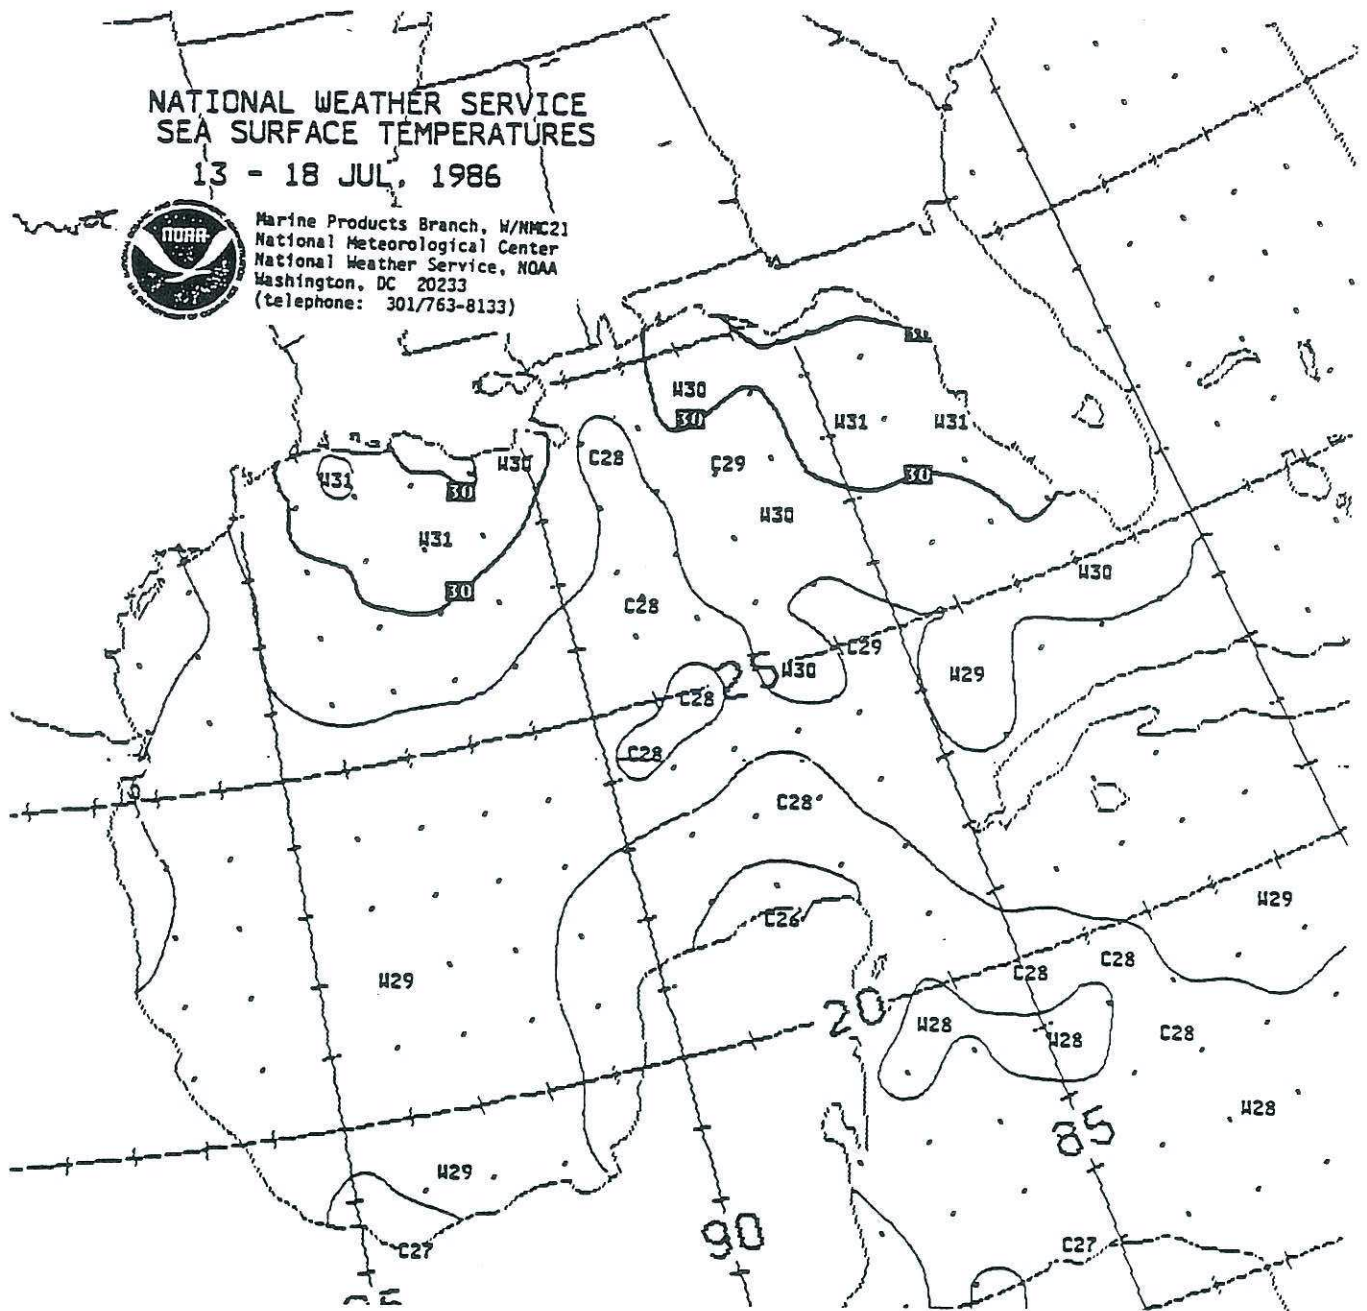 NATIONAL WEATHER SERVICE
SEA SURFACE TEMPERATURES
13 - 18 JUL, 1986
NOAA
Marine Products Branch, W/NMC21
National Meteorological Center
National Weather Service, NOAA
Washington, DC 20233
(telephone: 301/763-8133)
W30
30
W31
W31
W30
C28
C29
30
W31
30
W30
W31
30
W30
C28
W30
C29
25
W29
C28
C28
C28
W29
C26
C28
C28
W29
20
W28
W28
C28
W28
85
W29
90
C27
C27
95